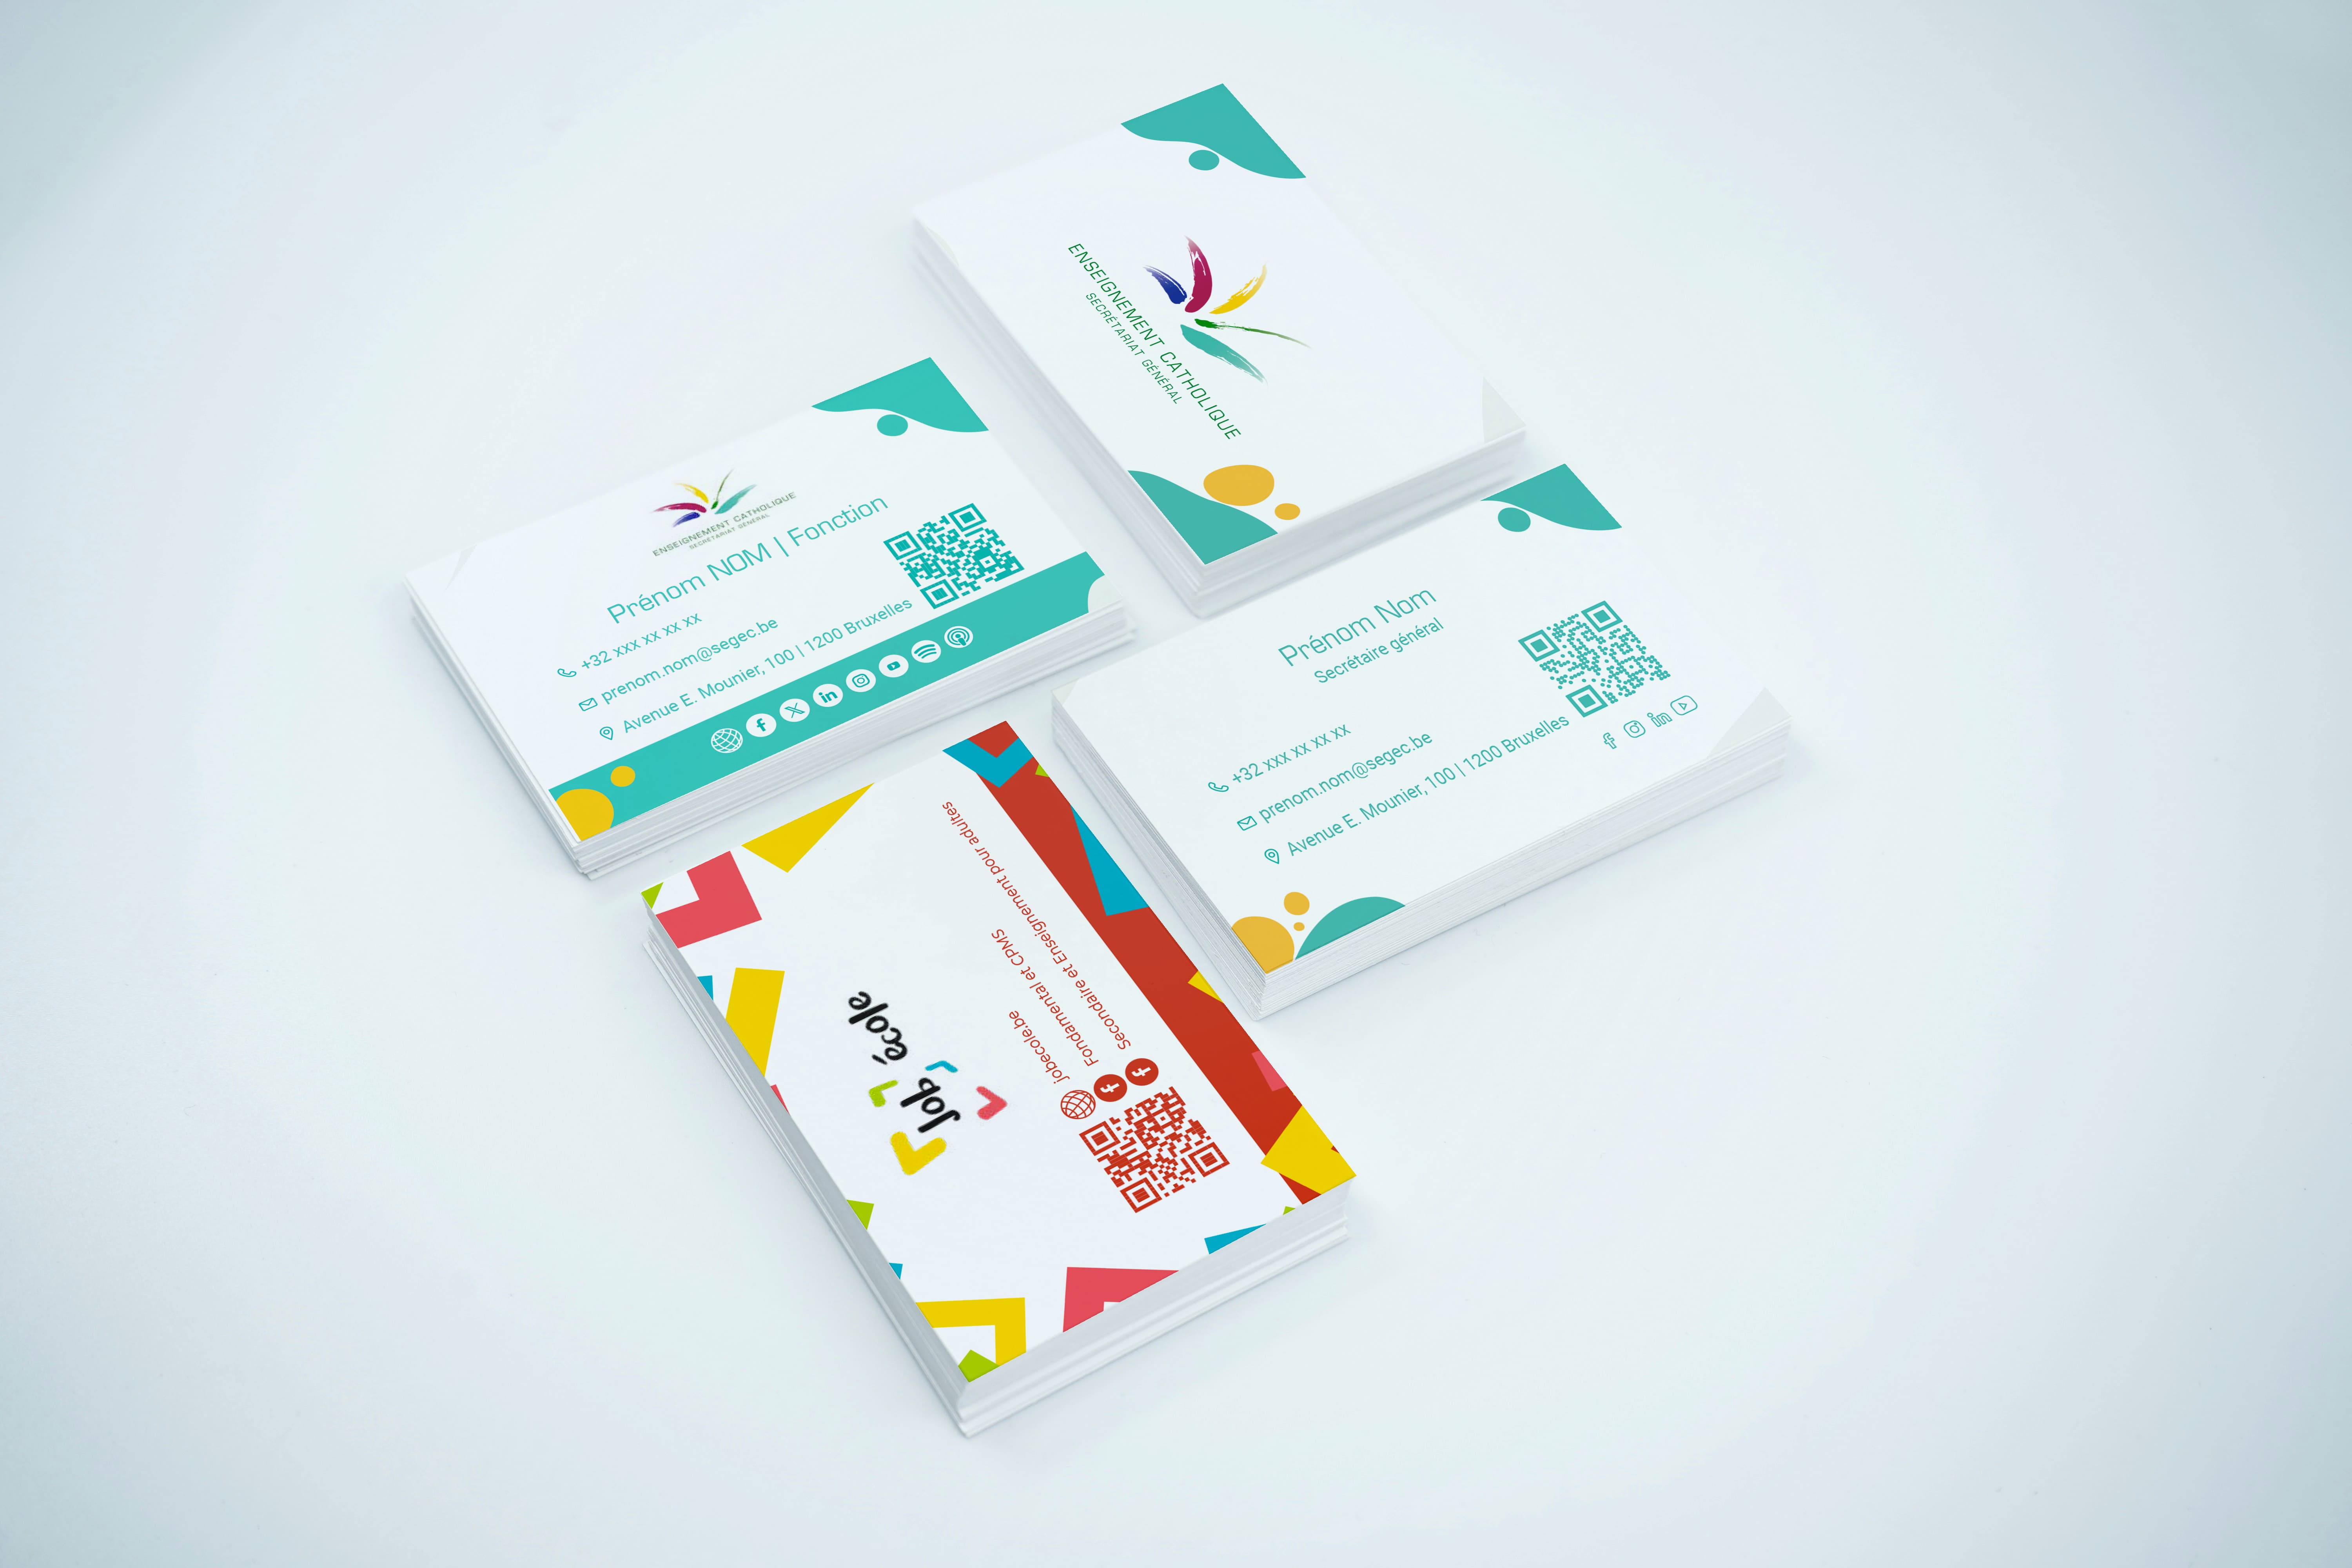 ENSEIGNEMENT CATHOLIQUE
SECRÉTARIAT GÉNÉRAL
ENSEIGNEMENT CATHOLIQUE
SECRÉTARIAT GÉNÉRAL
Prénom NOM | Fonction
+32 xxx xx xx xx
prenom.nom@segec.be
Avenue E. Mounier, 100 | 1200 Bruxelles
Prénom Nom
Secrétaire général
+32 xxx xx xx xx
prenom.nom@segec.be
Avenue E. Mounier, 100 | 1200 Bruxelles
Job école
jobecole.be
Fondamental et CPMS
Secondaire et Enseignement pour adultes